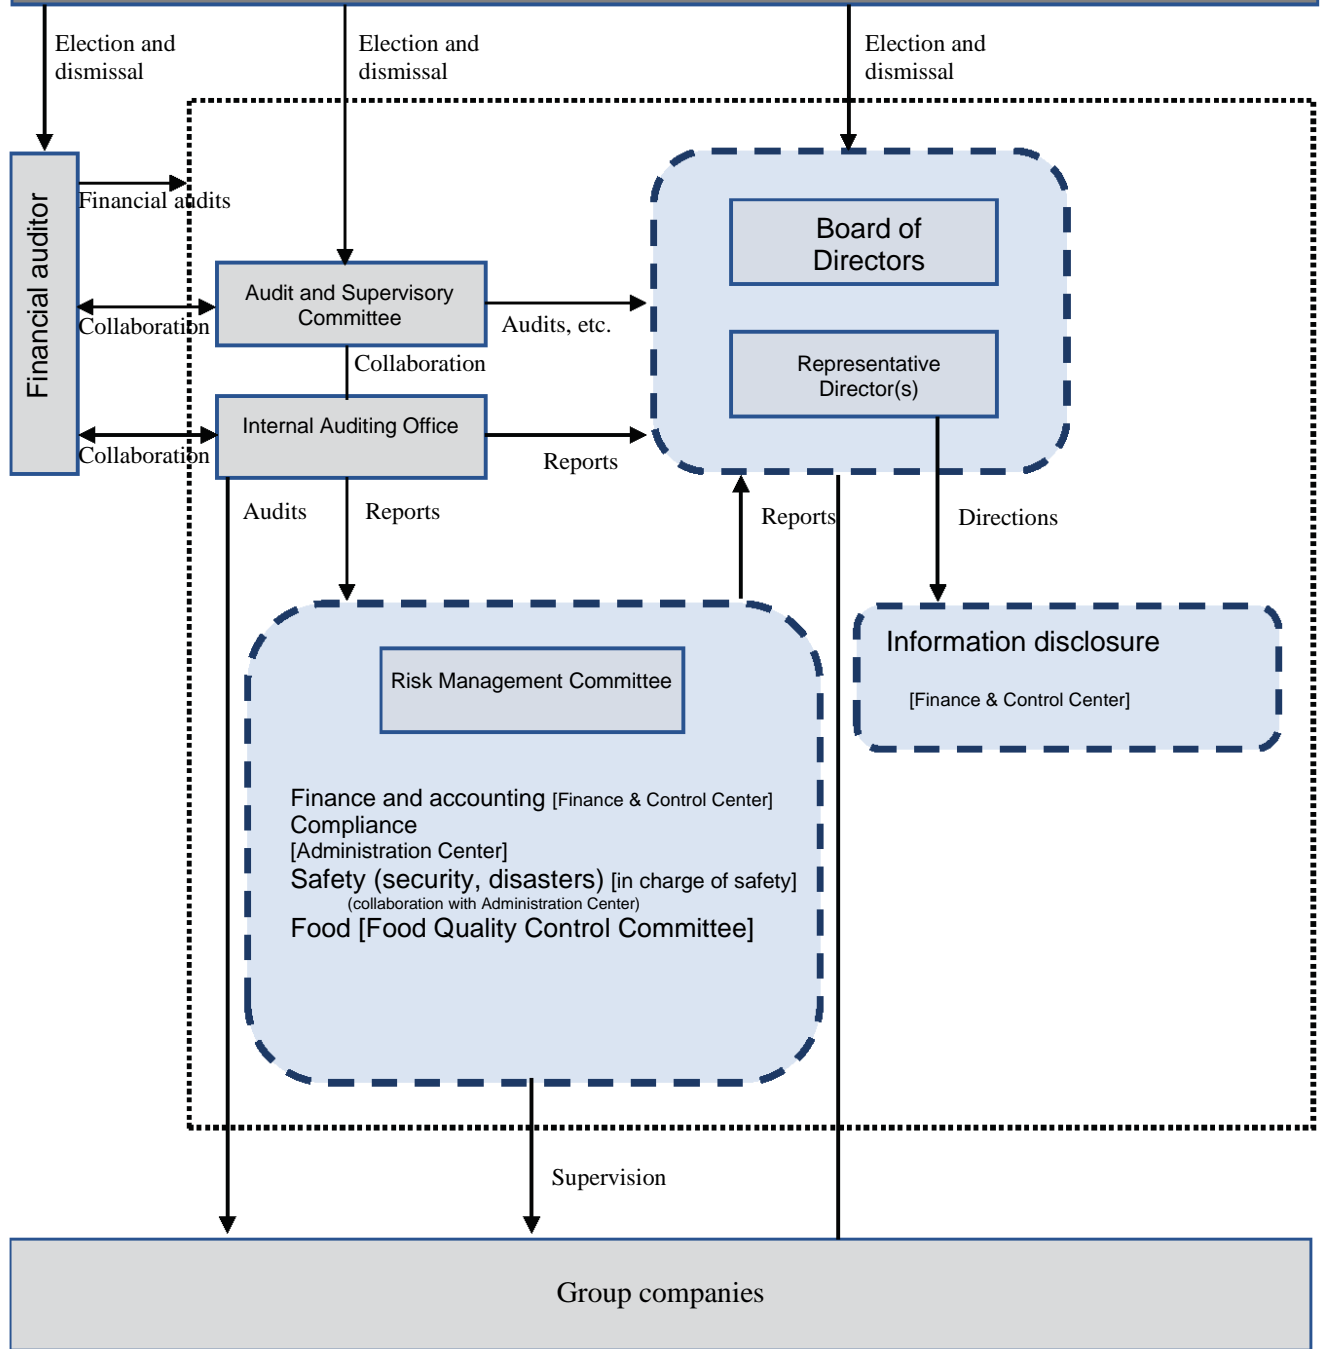 Election and
dismissal
Election and
dismissal
Election and
dismissal
Financial auditor
Financial audits
Board of
Directors
Audit and Supervisory
Committee
Collaboration
Audits, etc.
Collaboration
Representative
Director(s)
Internal Auditing Office
Collaboration
Reports
Audits
Reports
Reports
Directions
Information disclosure
[Finance & Control Center]
Risk Management Committee
Finance and accounting [Finance & Control Center]
Compliance
[Administration Center]
Safety (security, disasters) [in charge of safety]
(collaboration with Administration Center)
Food [Food Quality Control Committee]
Supervision
Group companies